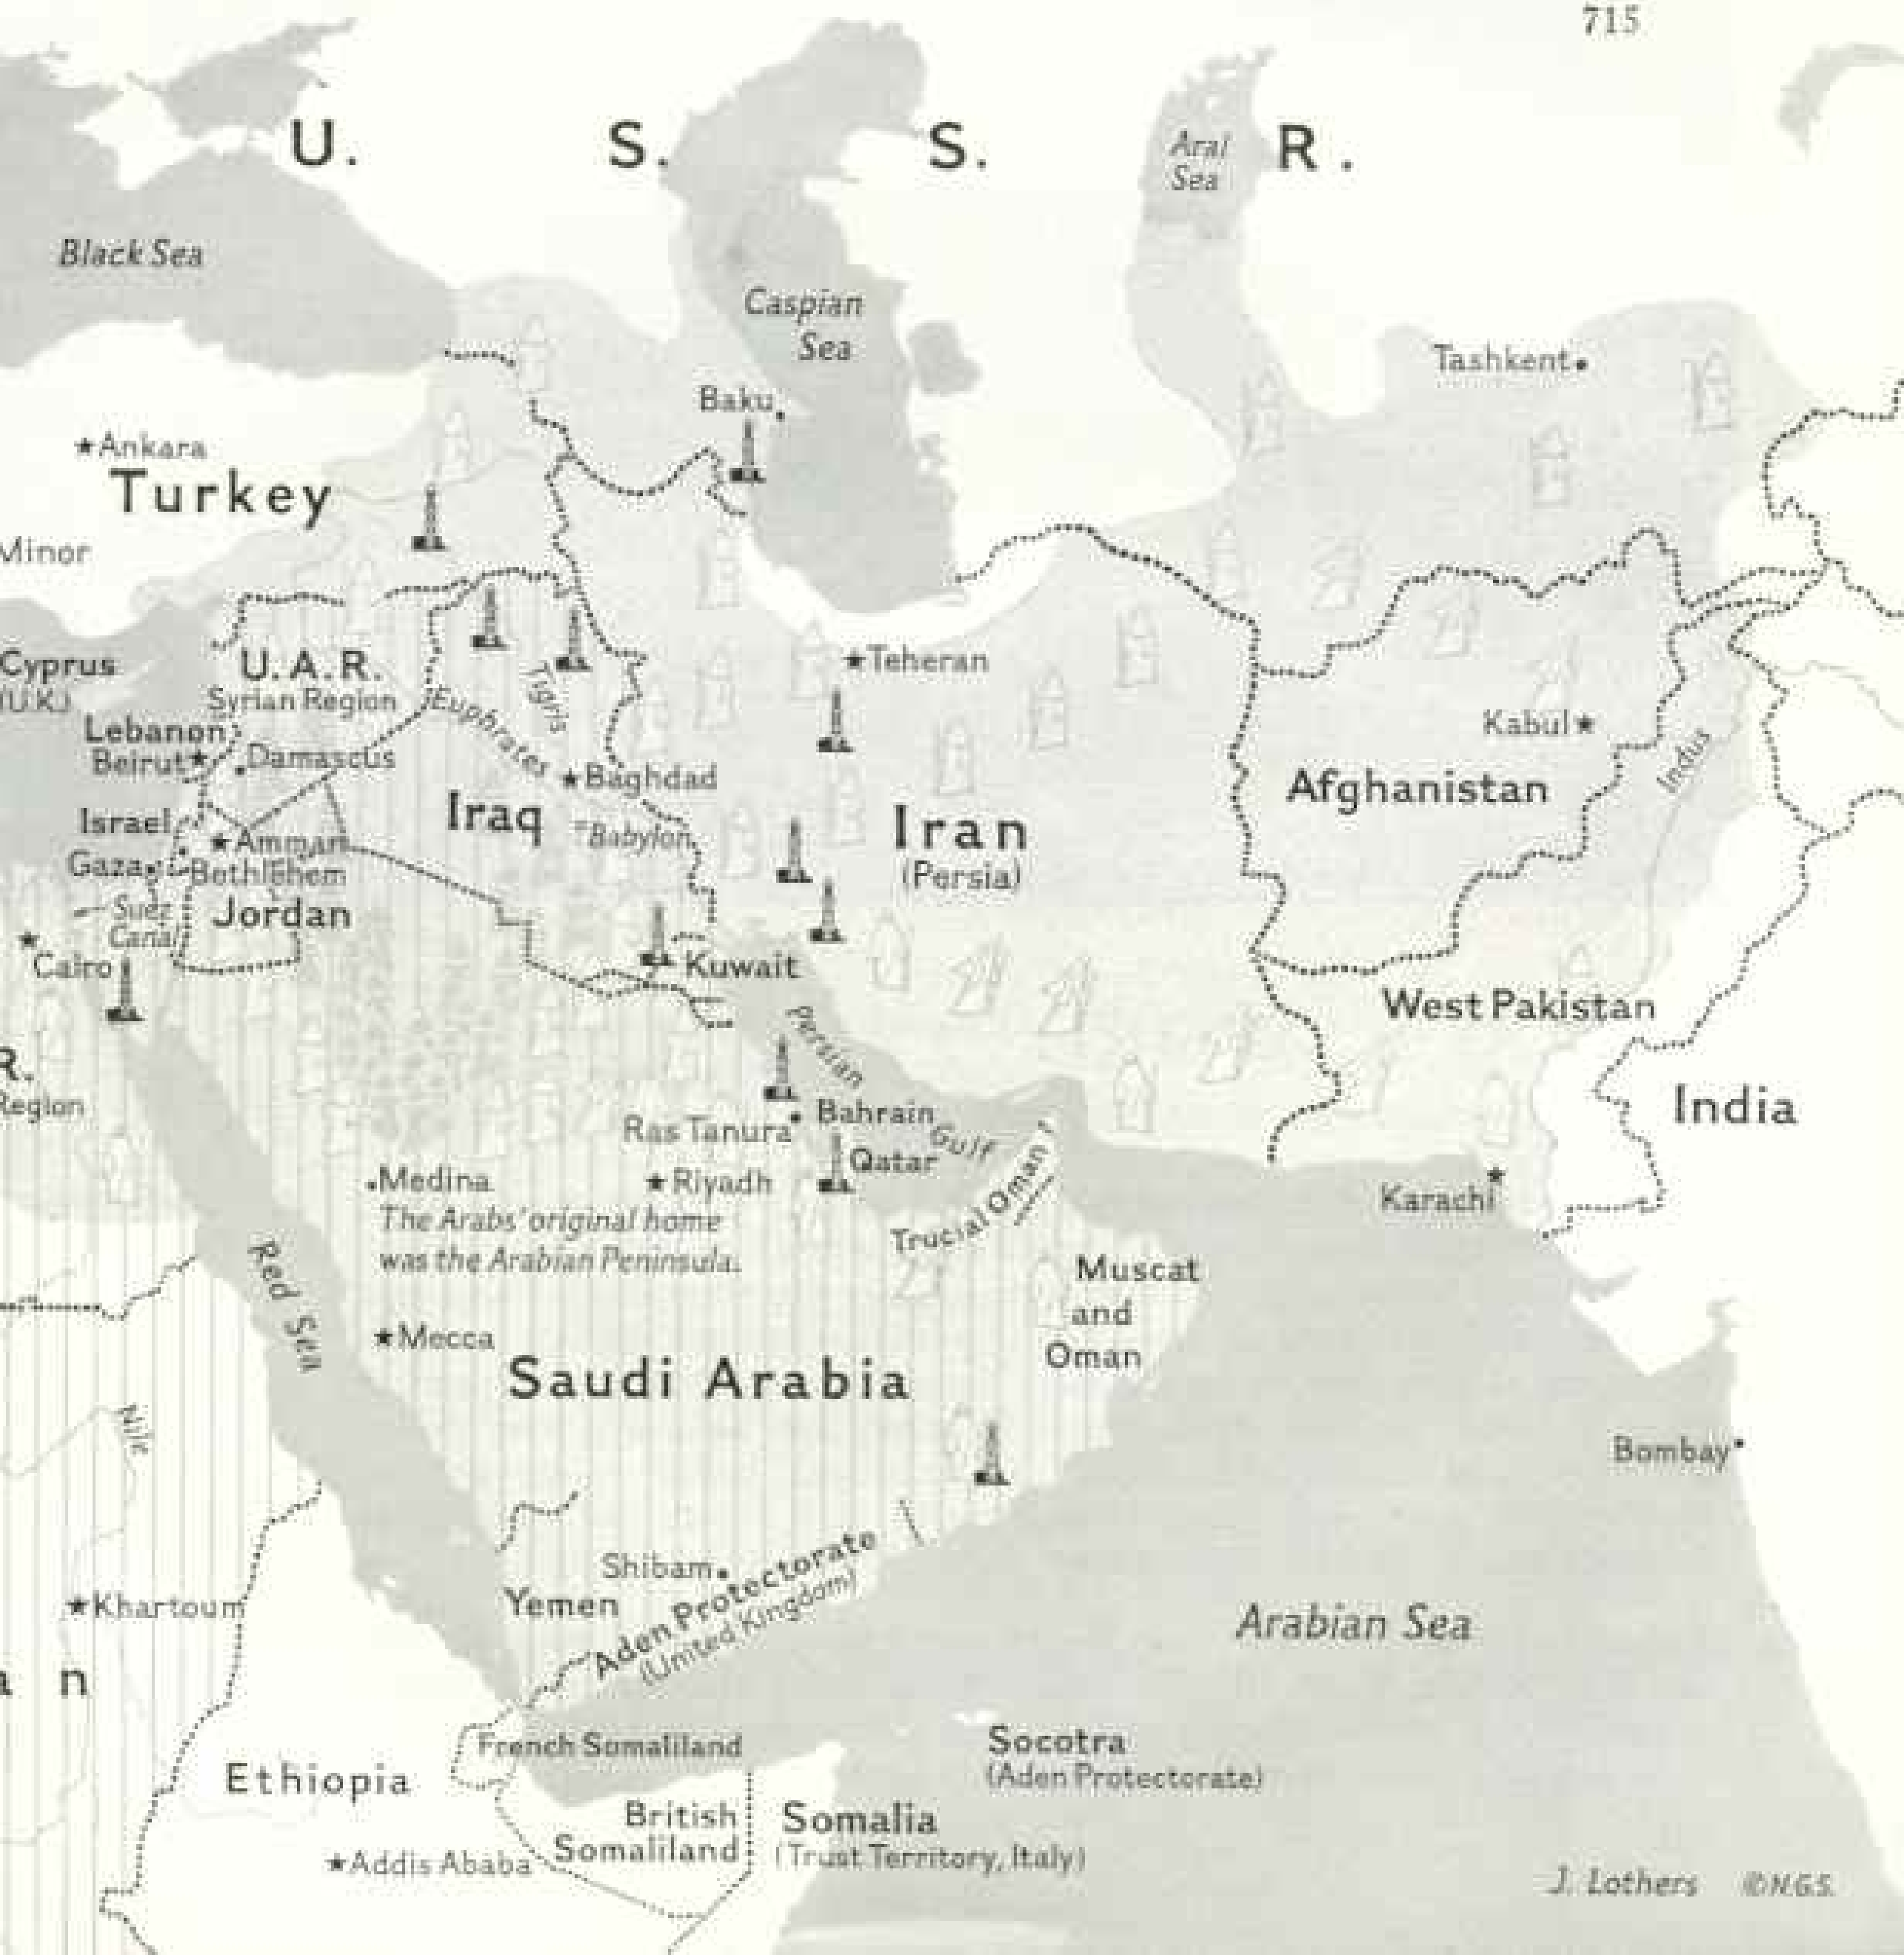 715
U. S. S. R.
Aral
Sea
Black Sea
Caspian
Sea
Tashkent
Baku
Ankara
Turkey
Minor
Cyprus
(U.K.)
U.A.R.
Syrian Region
Teheran
Lebanon
Beirut
Damascus
Euphrates
Tigris
Baghdad
Kabul
Indus
Afghanistan
Israel
Iraq
Babylon
Iran
(Persia)
Amman
Gaza
Bethlehem
Jordan
Suez
Canal
Cairo
Kuwait
West Pakistan
R.
Region
Persian
Gulf
Bahrain
Ras Tanura
Qatar
India
Medina
Riyadh
The Arabs' original home
was the Arabian Peninsula.
Trucial Oman
Karachi
Red Sea
Muscat
and
Oman
Mecca
Saudi Arabia
Nile
Bombay
Shibam
Yemen
Aden Protectorate
(United Kingdom)
Khartoum
Arabian Sea
a n
French Somaliland
Socotra
(Aden Protectorate)
Ethiopia
British
Somaliland
Somalia
(Trust Territory, Italy)
Addis Ababa
J. Lothers ©N.G.S.